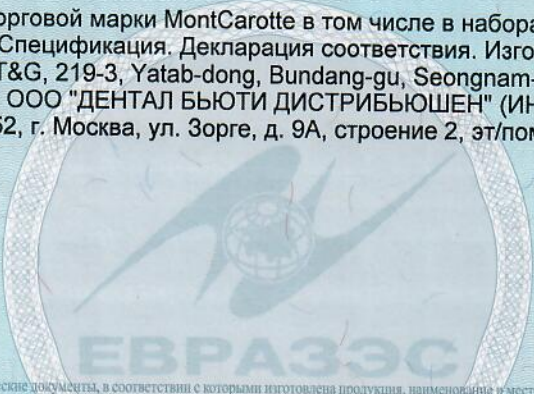 орговой марки MontCarotte в том числе в набора
Спецификация. Декларация соответствия. Изго
T&G, 219-3, Yatab-dong, Bundang-gu, Seongnam-
ООО "ДЕНТАЛ БЬЮТИ ДИСТРИБЬЮШЕН" (ИН
52, г. Москва, ул. Зорге, д. 9А, строение 2, эт/пом
ЕВРАЗЭС
ские документы, в соответствии с которыми изготовлена продукция, наименование и мест